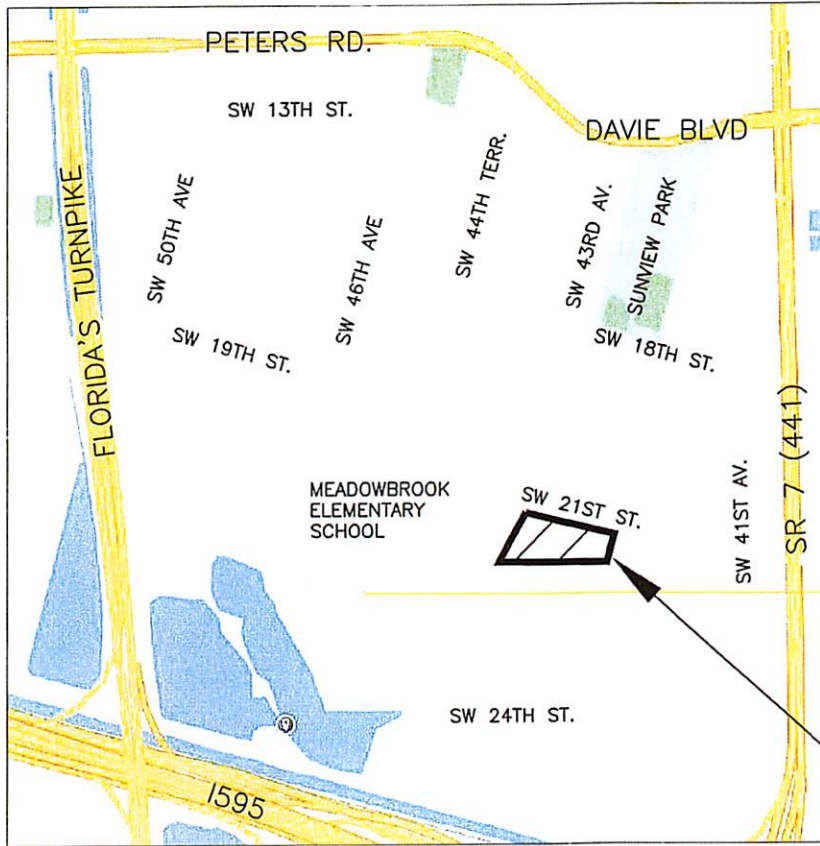 PETERS RD.
SW 13TH ST.
DAVIE BLVD
SW 44TH TERR.
SW 50TH AVE
SW 43RD AV.
SUNVIEW PARK
FLORIDA'S TURNPIKE
SW 46TH AVE
SW 19TH ST.
SW 18TH ST.
SR 7 (441)
MEADOWBROOK
ELEMENTARY
SCHOOL
SW 21ST ST.
SW 41ST AV.
SW 24TH ST.
I595